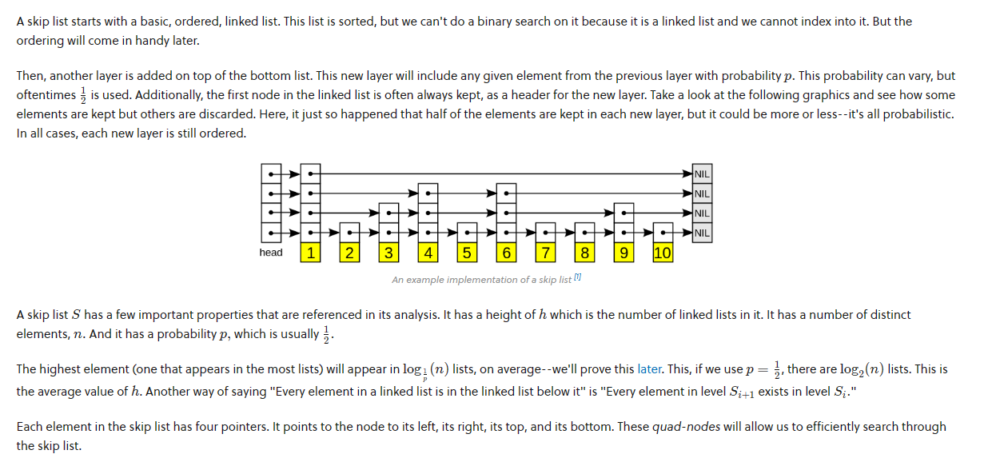 A skip list starts with a basic, ordered, linked list. This list is sorted, but we can't do a binary search on it because it is a linked list and we cannot index into it. But the
ordering will come in handy later.
Then, another layer is added on top of the bottom list. This new layer will include any given element from the previous layer with probability p. This probability can vary, but
oftentimes 1/2 is used. Additionally, the first node in the linked list is often always kept, as a header for the new layer. Take a look at the following graphics and see how some
elements are kept but others are discarded. Here, it just so happened that half of the elements are kept in each new layer, but it could be more or less--it's all probabilistic.
In all cases, each new layer is still ordered.
NIL
NIL
NIL
NIL
head 1 2 3 4 5 6 7 8 9 10
An example implementation of a skip list [1]
A skip list S has a few important properties that are referenced in its analysis. It has a height of h which is the number of linked lists in it. It has a number of distinct
elements, n. And it has a probability p, which is usually 1/2.
The highest element (one that appears in the most lists) will appear in log_{1/p}(n) lists, on average--we'll prove this later. This, if we use p = 1/2, there are log_2(n) lists. This is
the average value of h. Another way of saying "Every element in a linked list is in the linked list below it" is "Every element in level S_{i+1} exists in level S_i."
Each element in the skip list has four pointers. It points to the node to its left, its right, its top, and its bottom. These quad-nodes will allow us to efficiently search through
the skip list.